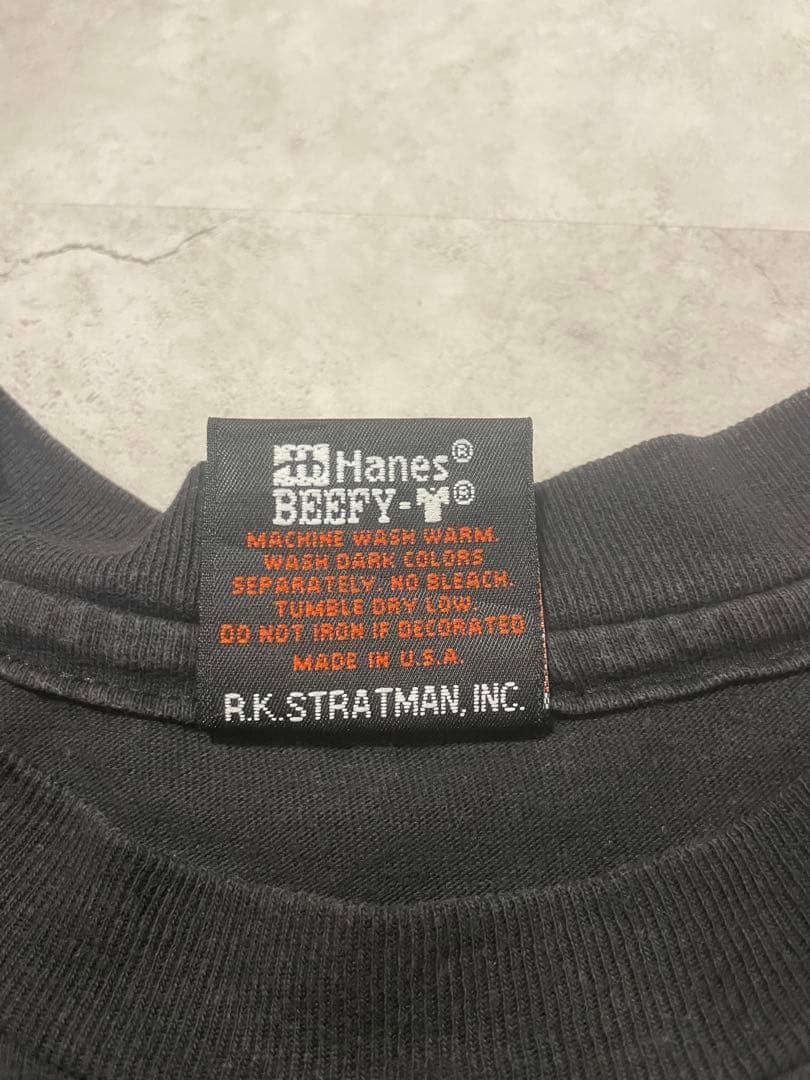 Hanes®
BEEFY-T®
MACHINE WASH WARM.
WASH DARK COLORS
SEPARATELY. NO BLEACH.
TUMBLE DRY LOW.
DO NOT IRON IF DECORATED
MADE IN U.S.A.
R.K.STRATMAN, INC.